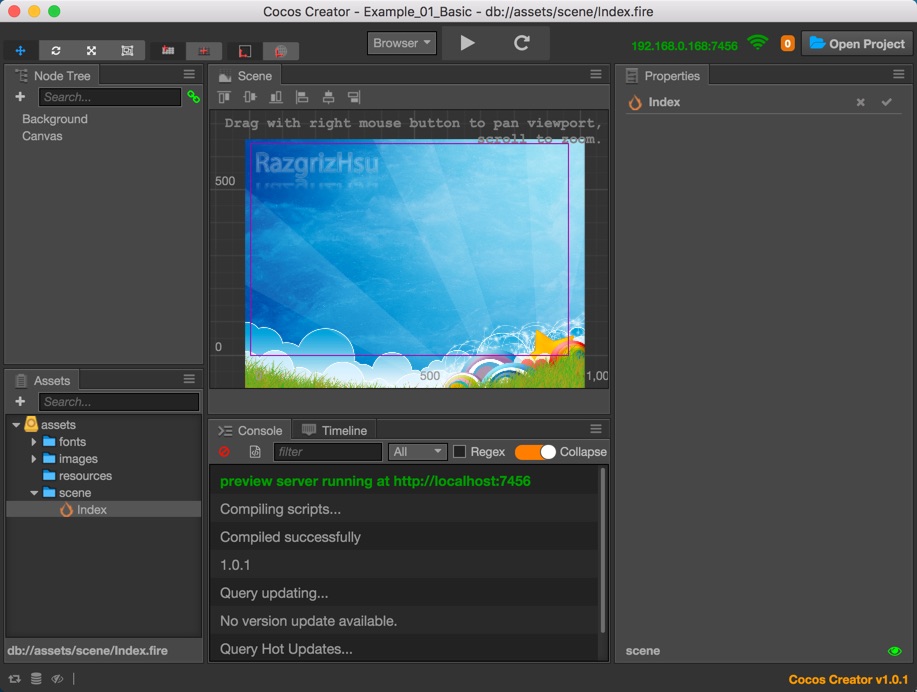 Cocos Creator - Example_01_Basic - db://assets/scene/Index.fire
Browser
192.168.0.168:7456
0
Open Project
Node Tree
Search...
Background
Canvas
Scene
Drag with right mouse button to pan viewport,
scroll to zoom.
RazgrizHsu
500
0
500
1,00
Properties
Index
Assets
Search...
assets
fonts
images
resources
scene
Index
db://assets/scene/Index.fire
Console
Timeline
filter
All
Regex
Collapse
preview server running at http://localhost:7456
Compiling scripts...
Compiled successfully
1.0.1
Query updating...
No version update available.
Query Hot Updates...
scene
Cocos Creator v1.0.1